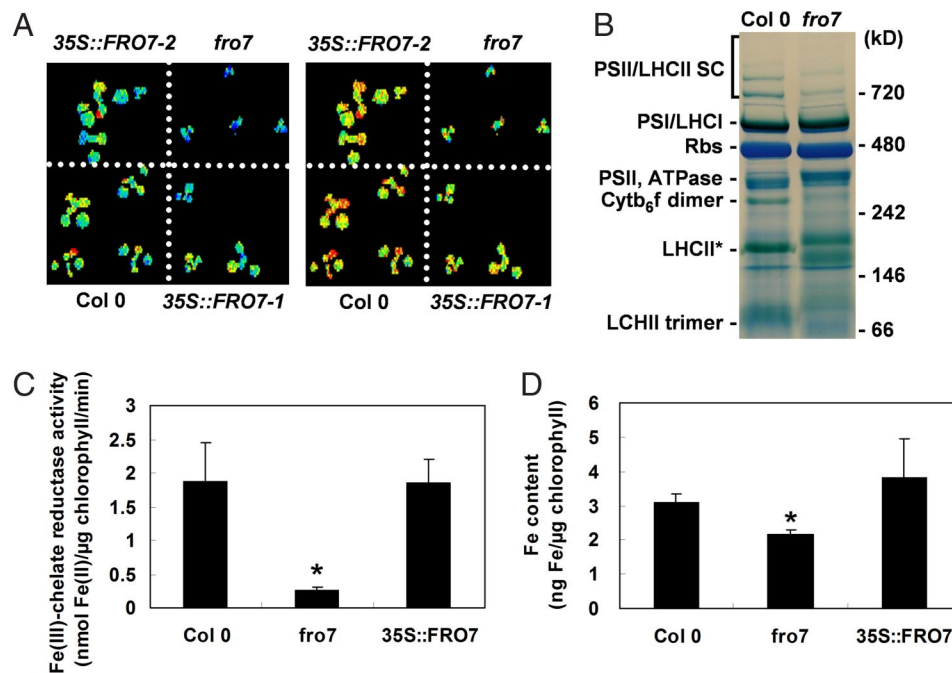 A
35S::FRO7-2 fro7 35S::FRO7-2 fro7
Col 0 35S::FRO7-1 Col 0 35S::FRO7-1
B
Col 0 fro7 (kD)
PSII/LHCII SC
- 720
PSI/LHCI -
Rbs - - 480
PSII, ATPase -
Cytb6f dimer - - 242
LHCII* -
- 146
LCHII trimer - - 66
C
Fe(III)-chelate reductase activity
(nmol Fe(II)/µg chlorophyll/min)
3
2.5
2
1.5
1
0.5
0
*
Col 0 fro7 35S::FRO7
D
Fe content
(ng Fe/µg chlorophyll)
6
5
4
3
2
1
0
*
Col 0 fro7 35S::FRO7